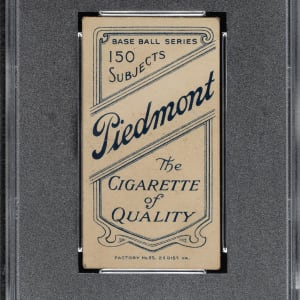 BASE BALL SERIES
150
SUBJECTS
Piedmont
The
CIGARETTE
of
QUALITY
FACTORY No 25, 2nd DIST. VA.